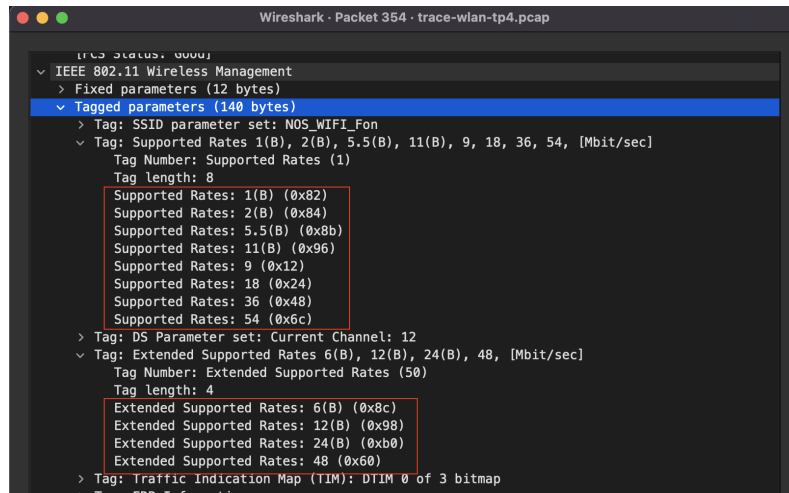 Wireshark · Packet 354 · trace-wlan-tp4.pcap
[FCS Status: Good]
IEEE 802.11 Wireless Management
Fixed parameters (12 bytes)
Tagged parameters (140 bytes)
Tag: SSID parameter set: NOS_WIFI_Fon
Tag: Supported Rates 1(B), 2(B), 5.5(B), 11(B), 9, 18, 36, 54, [Mbit/sec]
Tag Number: Supported Rates (1)
Tag length: 8
Supported Rates: 1(B) (0x82)
Supported Rates: 2(B) (0x84)
Supported Rates: 5.5(B) (0x8b)
Supported Rates: 11(B) (0x96)
Supported Rates: 9 (0x12)
Supported Rates: 18 (0x24)
Supported Rates: 36 (0x48)
Supported Rates: 54 (0x6c)
Tag: DS Parameter set: Current Channel: 12
Tag: Extended Supported Rates 6(B), 12(B), 24(B), 48, [Mbit/sec]
Tag Number: Extended Supported Rates (50)
Tag length: 4
Extended Supported Rates: 6(B) (0x8c)
Extended Supported Rates: 12(B) (0x98)
Extended Supported Rates: 24(B) (0xb0)
Extended Supported Rates: 48 (0x60)
Tag: Traffic Indication Map (TIM): DTIM 0 of 3 bitmap